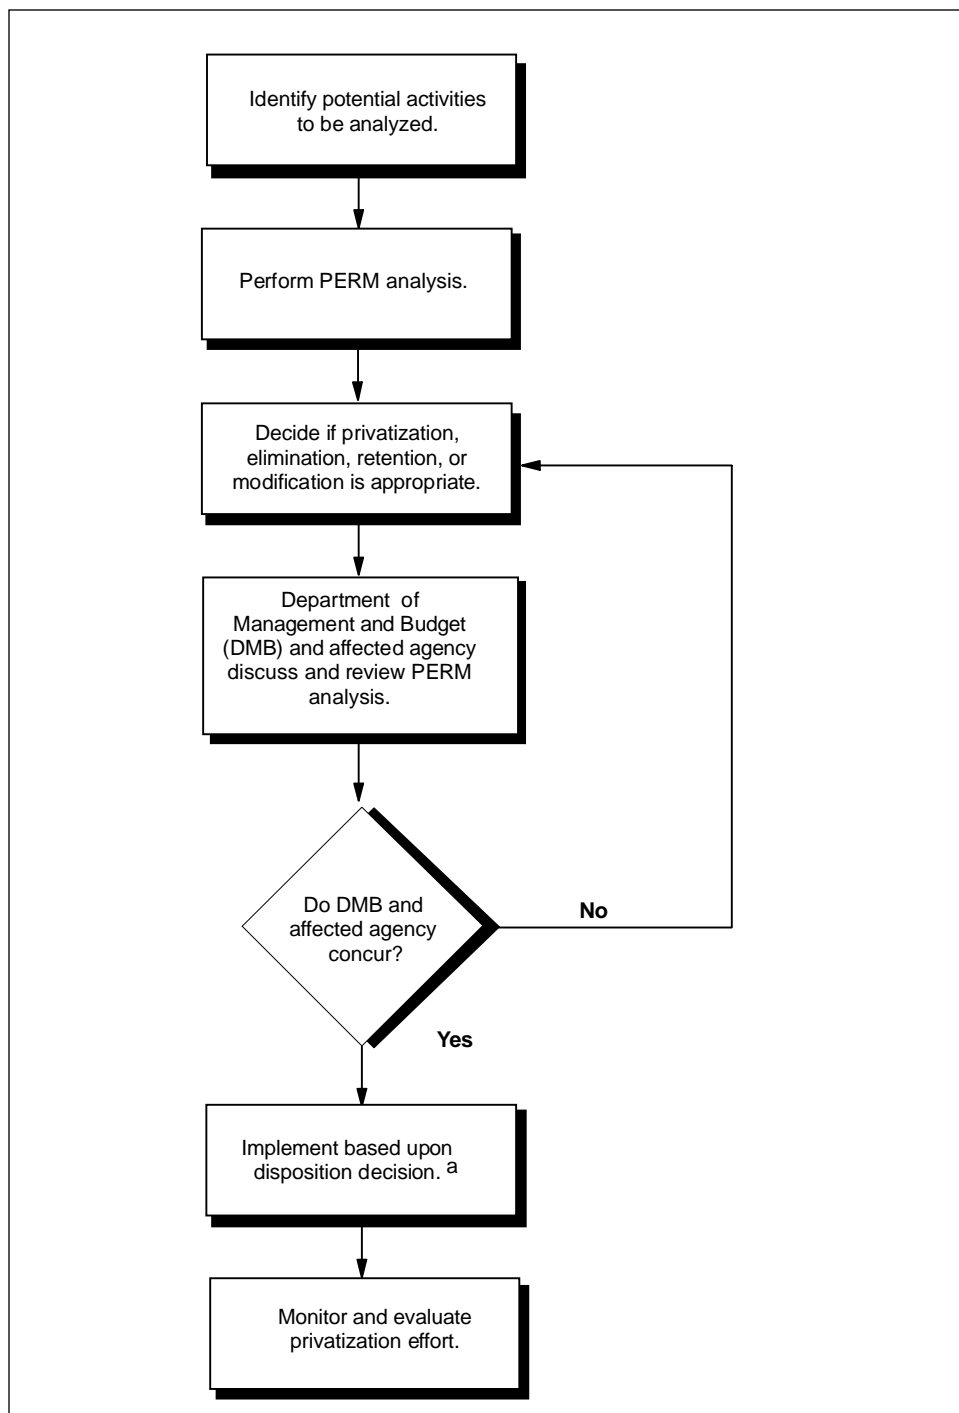 Identify potential activities
to be analyzed.
Perform PERM analysis.
Decide if privatization,
elimination, retention, or
modification is appropriate.
Department of
Management and Budget
(DMB) and affected agency
discuss and review PERM
analysis.
Do DMB and
affected agency
concur?
No
Yes
Implement based upon
disposition decision. a
Monitor and evaluate
privatization effort.